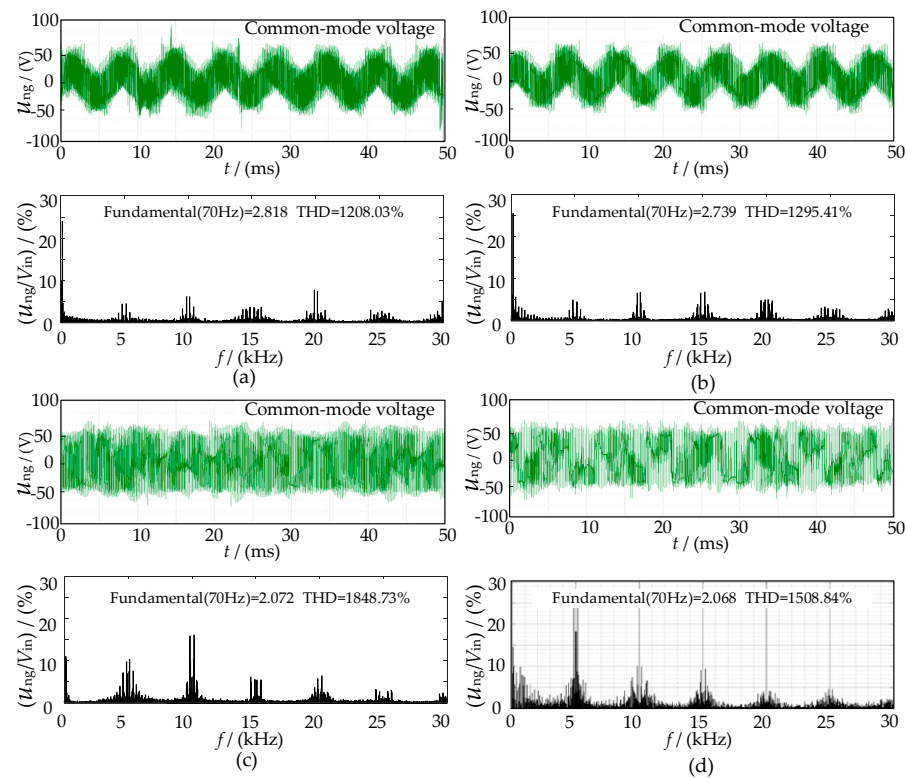 100
50
0
-50
-100
u_ng / (V)
Common-mode voltage
0 10 20 30 40 50
t / (ms)
30
20
10
0
(u_ng/V_in) / (%)
Fundamental(70Hz)=2.818 THD=1208.03%
0 5 10 15 20 25 30
f / (kHz)
(a)
100
50
0
-50
-100
u_ng / (V)
Common-mode voltage
0 10 20 30 40 50
t / (ms)
30
20
10
0
(u_ng/V_in) / (%)
Fundamental(70Hz)=2.739 THD=1295.41%
0 5 10 15 20 25 30
f / (kHz)
(b)
100
50
0
-50
-100
u_ng / (V)
Common-mode voltage
0 10 20 30 40 50
t / (ms)
30
20
10
0
(u_ng/V_in) / (%)
Fundamental(70Hz)=2.072 THD=1848.73%
0 5 10 15 20 25 30
f / (kHz)
(c)
100
50
0
-50
-100
u_ng / (V)
Common-mode voltage
0 10 20 30 40 50
t / (ms)
30
20
10
0
(u_ng/V_in) / (%)
Fundamental(70Hz)=2.068 THD=1508.84%
0 5 10 15 20 25 30
f / (kHz)
(d)